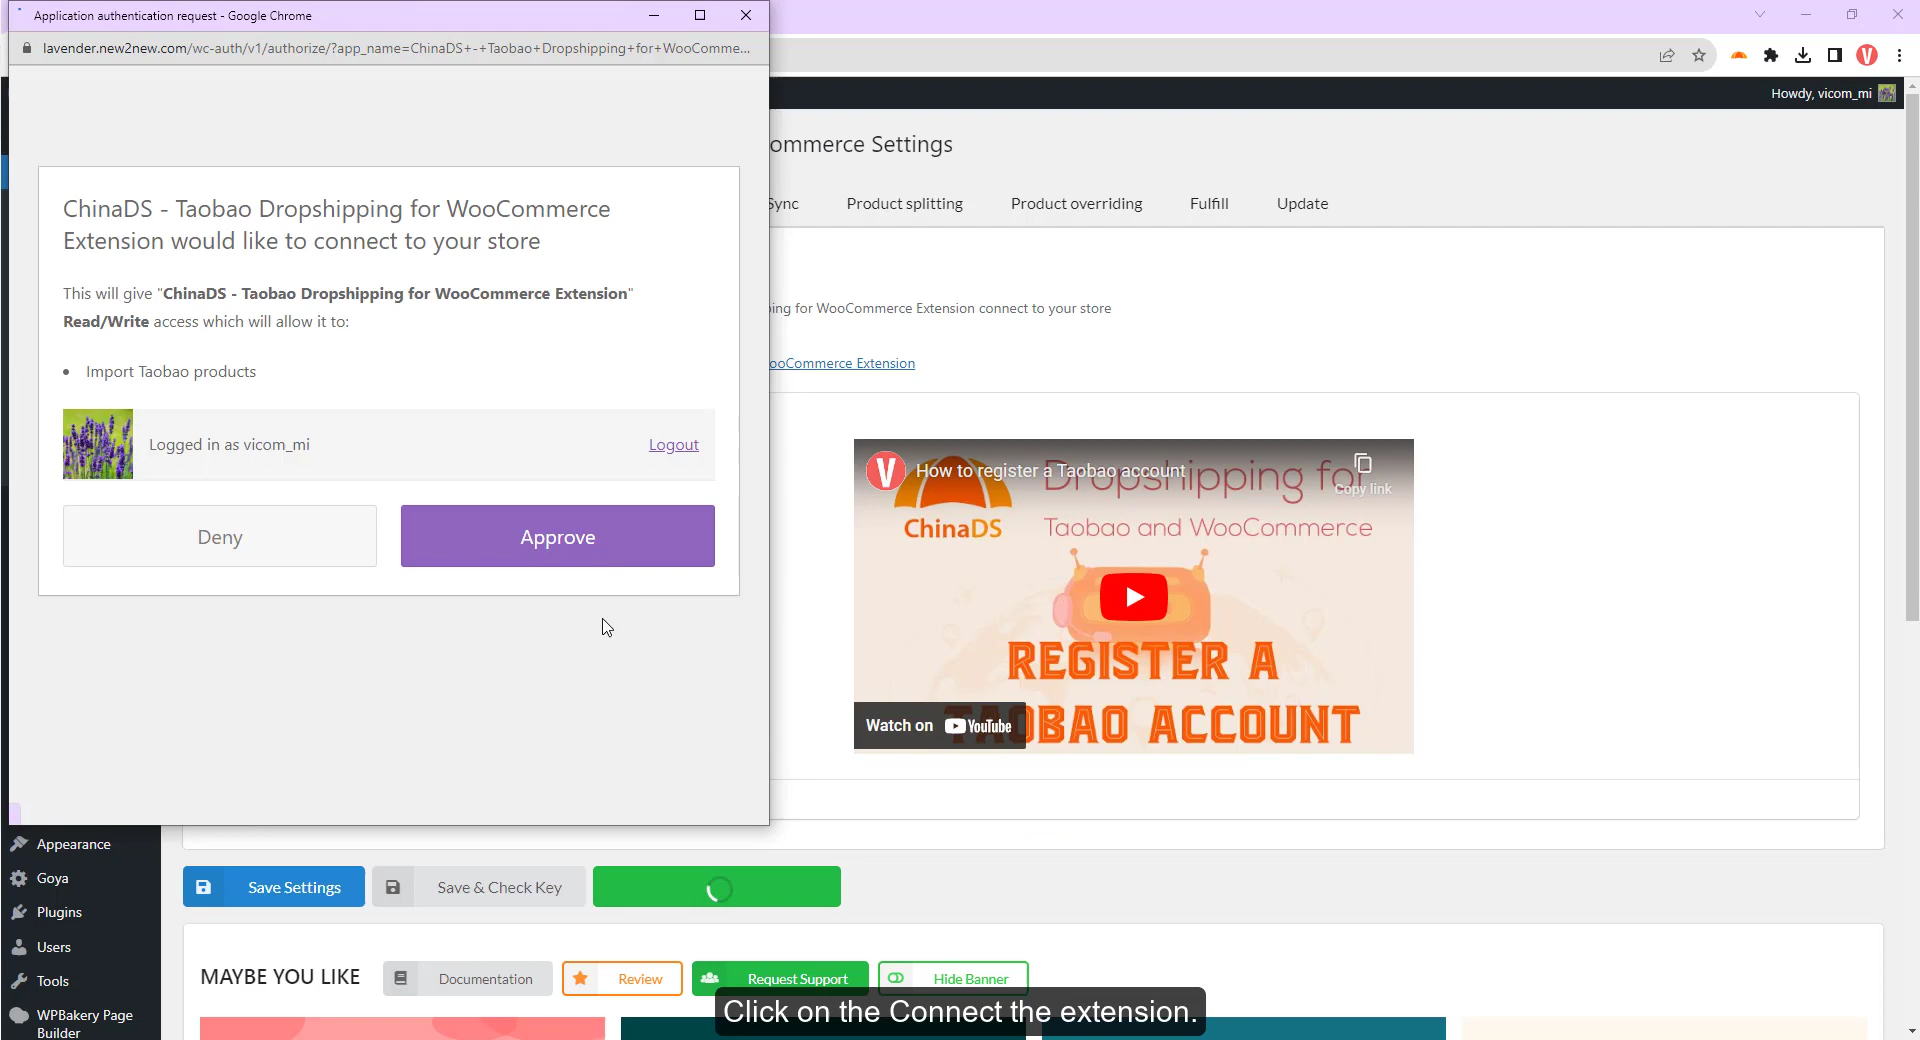 Application authentication request - Google Chrome
lavender.new2new.com/wc-auth/v1/authorize/?app_name=ChinaDS+-+Taobao+Dropshipping+for+WooComme...
Howdy, vicom_mi
ommerce Settings
Sync
Product splitting
Product overriding
Fulfill
Update
ChinaDS - Taobao Dropshipping for WooCommerce
Extension would like to connect to your store
This will give "ChinaDS - Taobao Dropshipping for WooCommerce Extension"
Read/Write access which will allow it to:
Import Taobao products
Logged in as vicom_mi
Logout
Deny
Approve
ing for WooCommerce Extension connect to your store
ooCommerce Extension
How to register a Taobao account
Copy link
Dropshipping for
ChinaDS
Taobao and WooCommerce
REGISTER A
TAOBAO ACCOUNT
Watch on YouTube
Appearance
Goya
Plugins
Users
Tools
WPBakery Page
Builder
Save Settings
Save & Check Key
MAYBE YOU LIKE
Documentation
Review
Request Support
Hide Banner
Click on the Connect the extension.